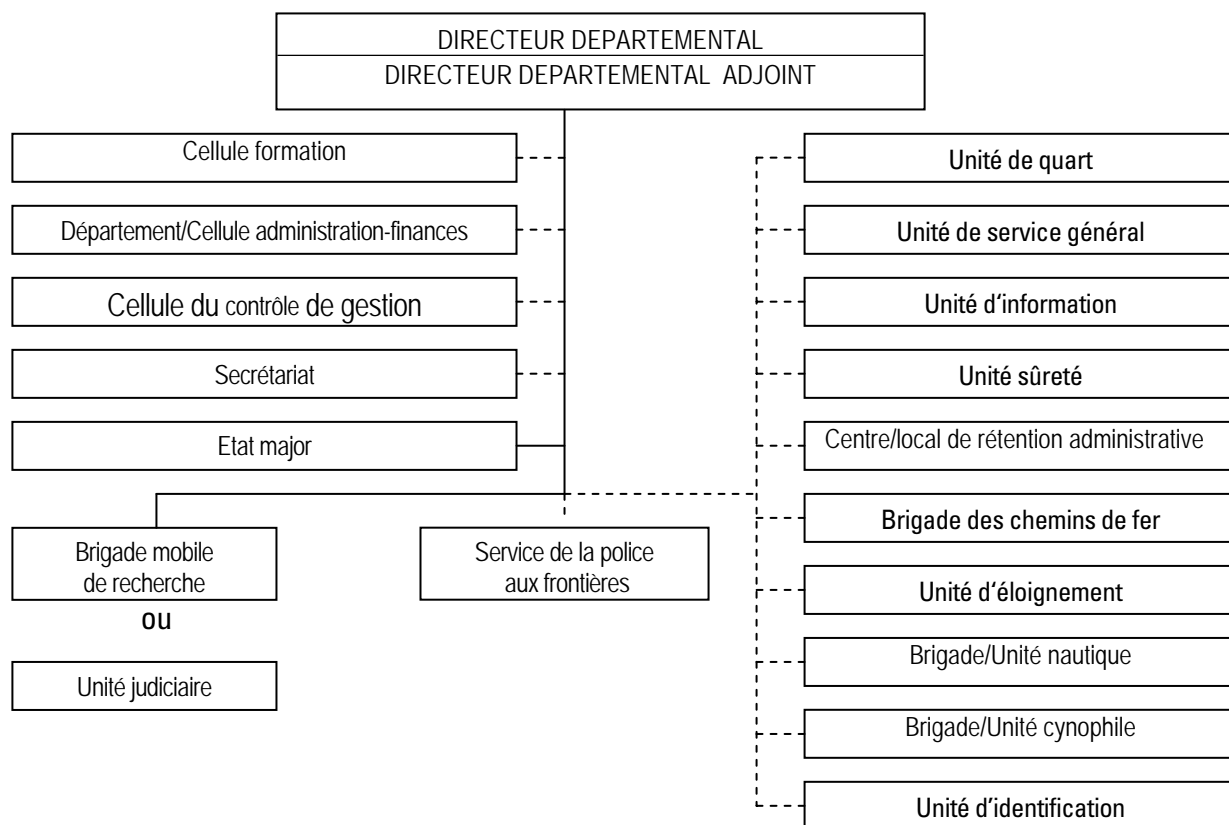 DIRECTEUR DEPARTEMENTAL
DIRECTEUR DEPARTEMENTAL ADJOINT
Cellule formation
Département/Cellule administration-finances
Cellule du contrôle de gestion
Secrétariat
Etat major
Brigade mobile
de recherche
ou
Unité judiciaire
Service de la police
aux frontières
Unité de quart
Unité de service général
Unité d'information
Unité sûreté
Centre/local de rétention administrative
Brigade des chemins de fer
Unité d'éloignement
Brigade/Unité nautique
Brigade/Unité cynophile
Unité d'identification